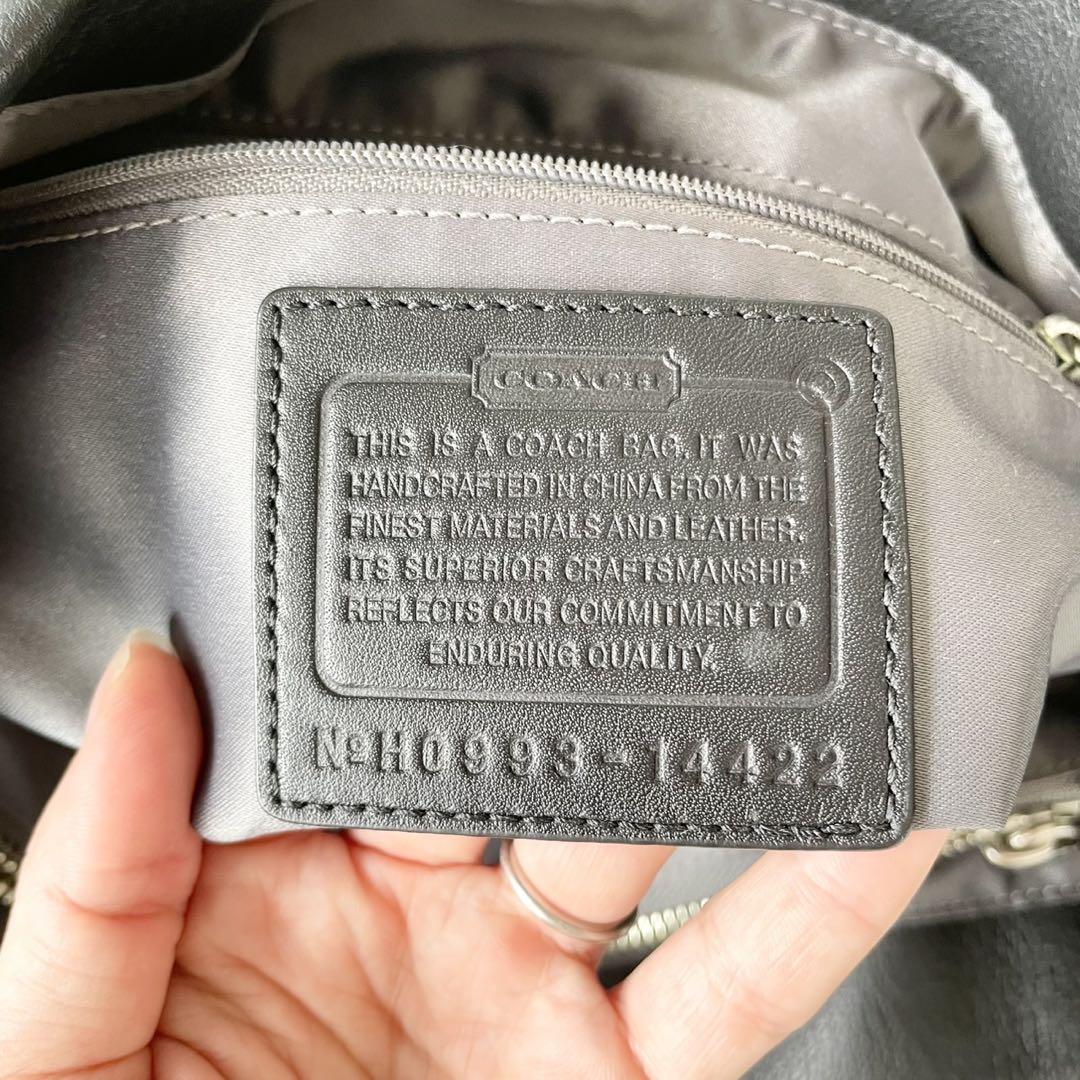 COACH
THIS IS A COACH BAG. IT WAS
HANDCRAFTED IN CHINA FROM THE
FINEST MATERIALS AND LEATHER.
ITS SUPERIOR CRAFTSMANSHIP
REFLECTS OUR COMMITMENT TO
ENDURING QUALITY.
№H0993-14422